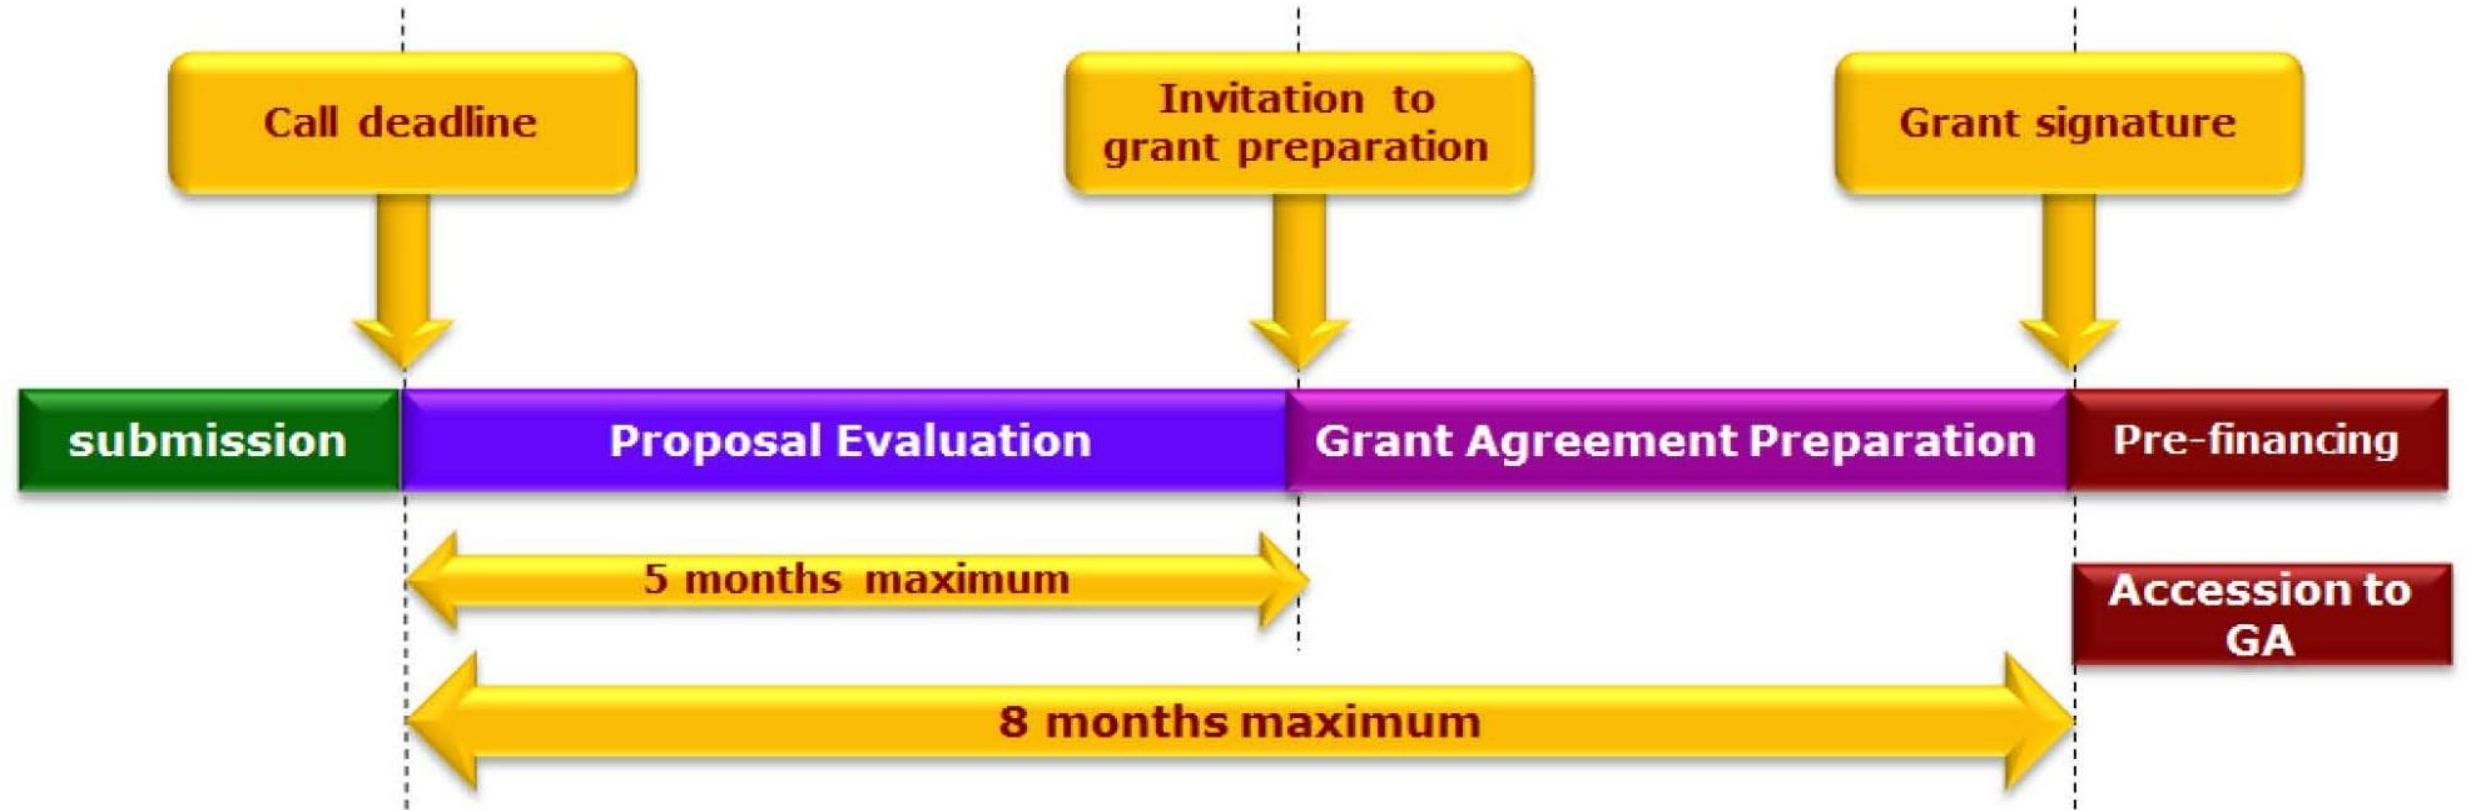 Call deadline
Invitation to
grant preparation
Grant signature
submission
Proposal Evaluation
Grant Agreement Preparation
Pre-financing
5 months maximum
Accession to
GA
8 months maximum